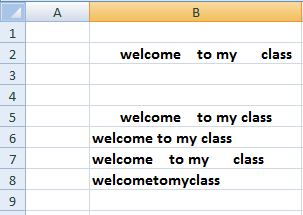 A B
1
2 welcome    to my      class
3
4
5 welcome    to my class
6 welcome to my class
7 welcome    to my      class
8 welcometomyclass
9